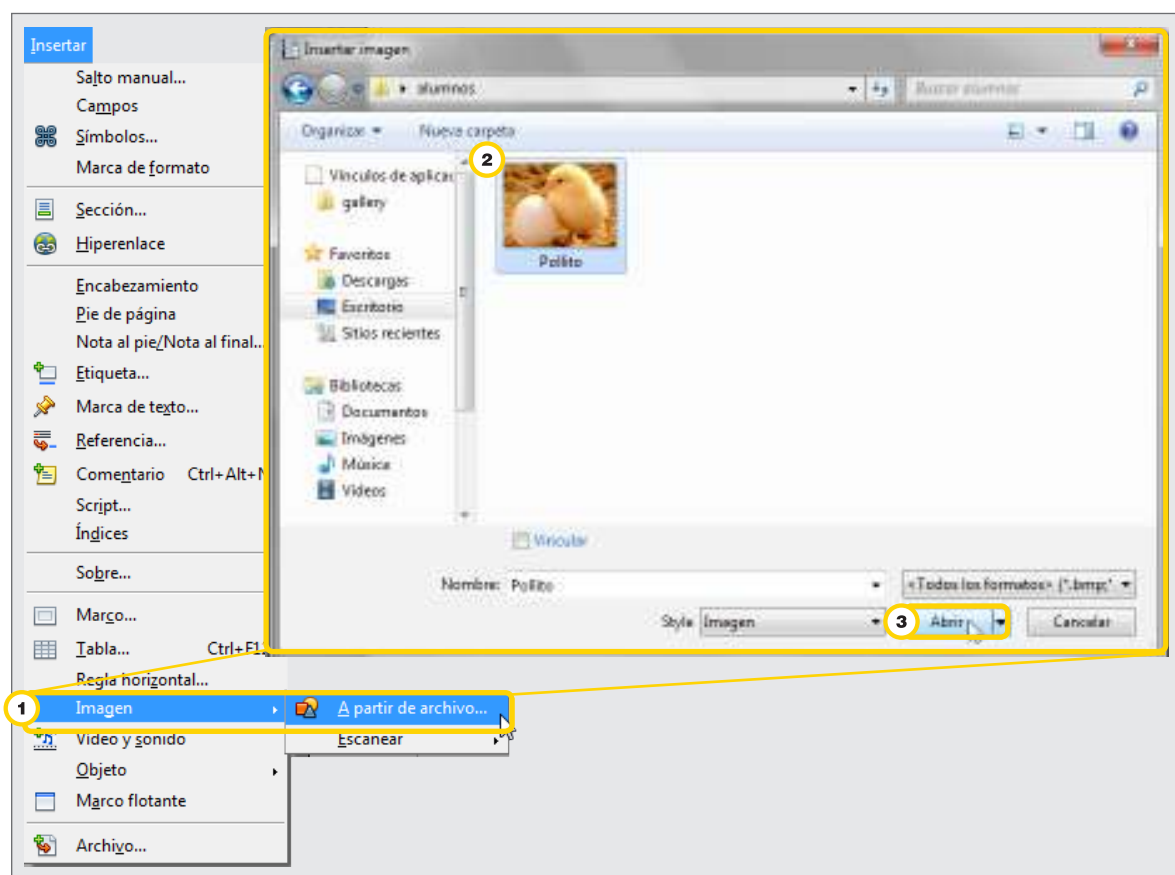 Insertar
Salto manual...
Campos
Símbolos...
Marca de formato
Sección...
Hiperenlace
Encabezamiento
Pie de página
Nota al pie/Nota al final...
Etiqueta...
Marca de texto...
Referencia...
Comentario Ctrl+Alt+N
Script...
Índices
Sobre...
Marco...
Tabla... Ctrl+F12
Regla horizontal...
1 Imagen
A partir de archivo...
Video y sonido
Escanear
Objeto
Marco flotante
Archivo...
Insertar imagen
alumnos
Buscar alumnos
Organizar Nueva carpeta
2
Vínculos de aplicac
gallery
Favoritos
Descargas
Escritorio
Sitios recientes
Bibliotecas
Documentos
Imágenes
Música
Videos
Pollito
Vincular
Nombre: Pollito
<Todos los formatos> (*.bmp;*
Style Imagen
3 Abrir
Cancelar